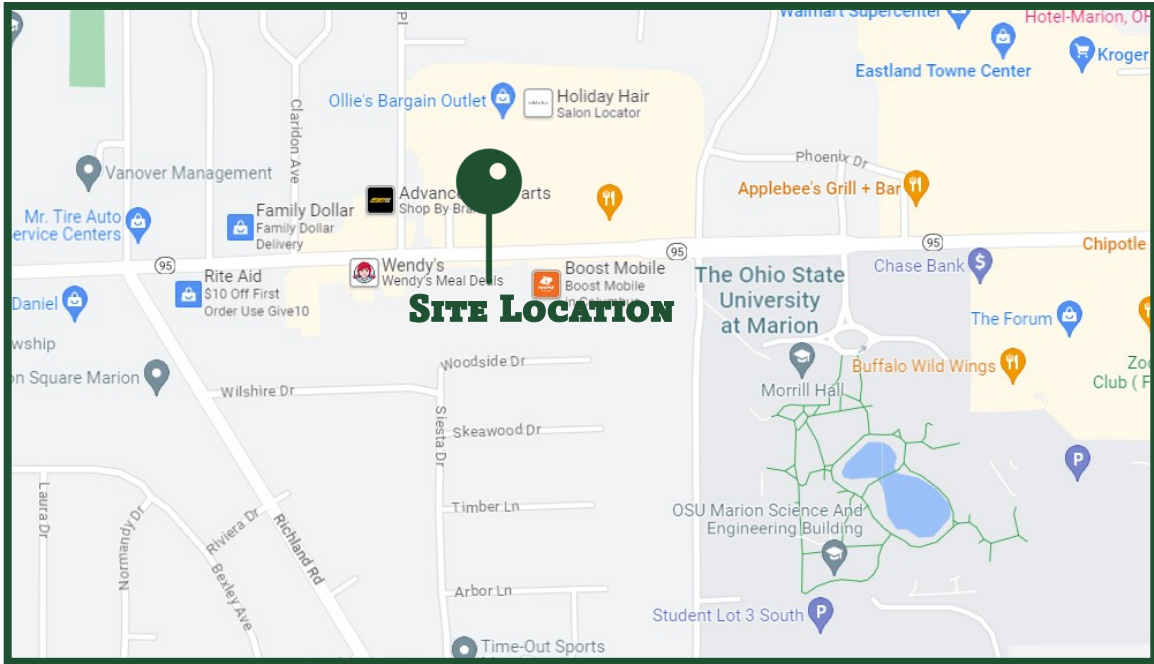 Walmart Supercenter
Hotel-Marion, OH
Pl
Kroger
Eastland Towne Center
Ollie's Bargain Outlet
Holiday Hair
Salon Locator
Claridon Ave
Phoenix Dr
Vanover Management
Applebee's Grill + Bar
Advance
arts
Shop By Bra
Family Dollar
Family Dollar
Delivery
Mr. Tire Auto
ervice Centers
95
95
95
Chipotle
Wendy's
Wendy's Meal Deals
Boost Mobile
Boost Mobile
in Columbus
Chase Bank
Rite Aid
$10 Off First
Order Use Give10
Daniel
The Ohio State
University
at Marion
SITE LOCATION
The Forum
wship
on Square Marion
Woodside Dr
Buffalo Wild Wings
Zo
Club ( F
Morrill Hall
Wilshire Dr
Siesta Dr
Skewood Dr
P
Laura Dr
Normandy Dr
Riviera Dr
Richland Rd
Timber Ln
OSU Marion Science And
Engineering Building
Bexley Ave
Arbor Ln
Student Lot 3 South
P
Time-Out Sports